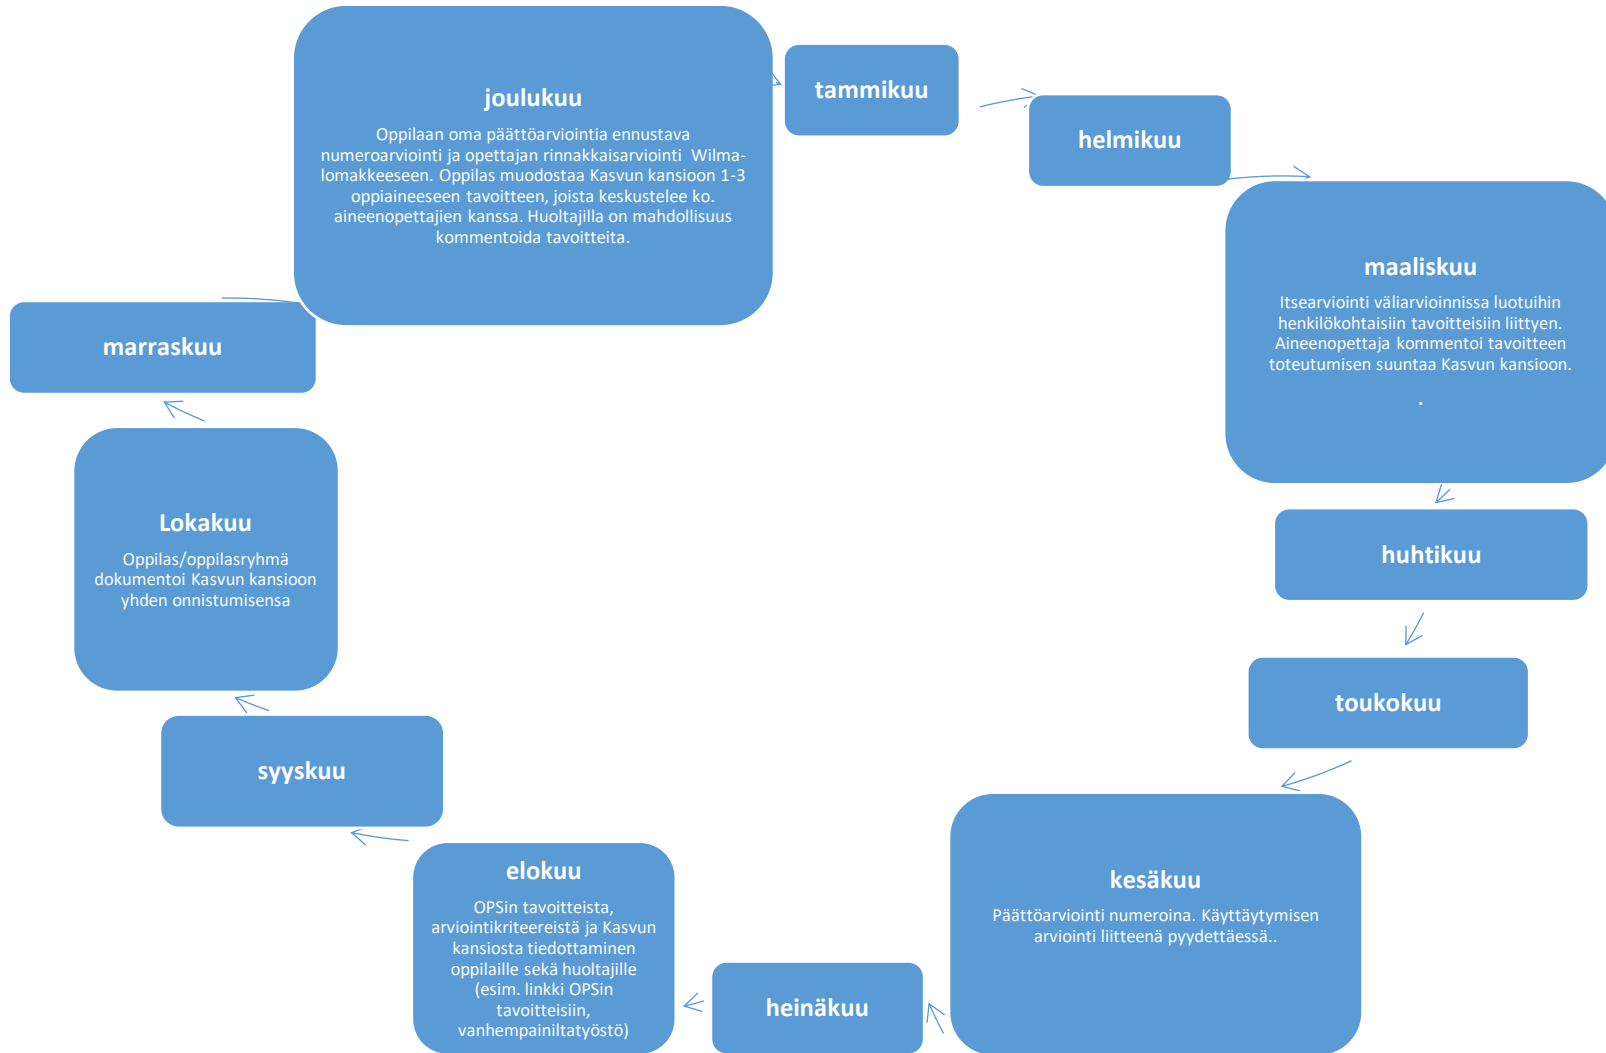 joulukuu
Oppilaan oma päättöarviointia ennustava
numeroarviointi ja opettajan rinnakkaisarviointi Wilma-
lomakkeeseen. Oppilas muodostaa Kasvun kansioon 1-3
oppiaineeseen tavoitteen, joista keskustelee ko.
aineenopettajien kanssa. Huoltajilla on mahdollisuus
kommentoida tavoitteita.
tammikuu
helmikuu
maaliskuu
Itsearviointi väliarvioinnissa luotuihin
henkilökohtaisiin tavoitteisiin liittyen.
Aineenopettaja kommentoi tavoitteen
toteutumisen suuntaa Kasvun kansioon.
.
huhtikuu
toukokuu
kesäkuu
Päättöarviointi numeroina. Käyttäytymisen
arviointi liitteenä pyydettäessä..
heinäkuu
elokuu
OPSin tavoitteista,
arviointikriteereistä ja Kasvun
kansiosta tiedottaminen
oppilaille sekä huoltajille
(esim. linkki OPSin
tavoitteisiin,
vanhempainiltatyöstö)
syyskuu
Lokakuu
Oppilas/oppilasryhmä
dokumentoi Kasvun kansioon
yhden onnistumisensa
marraskuu